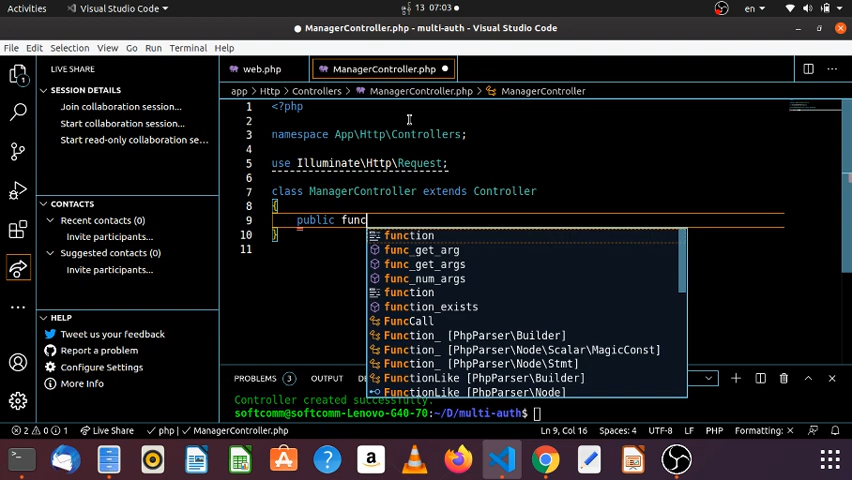 Activities
Visual Studio Code
13 07:03
en
ManagerController.php - multi-auth - Visual Studio Code
File Edit Selection View Go Run Terminal Help
LIVE SHARE
web.php
ManagerController.php
SESSION DETAILS
Join collaboration session...
Start collaboration session...
Start read-only collaboration se...
app > Http > Controllers > ManagerController.php > ManagerController
1 <?php
2
3 namespace App\Http\Controllers;
4
5 use Illuminate\Http\Request;
6
7 class ManagerController extends Controller
8 {
9 public func
10 }
11
function
func_get_arg
func_get_args
func_num_args
function
function_exists
FuncCall
Function_ [PhpParser\Builder]
Function_ [PhpParser\Node\Scalar\MagicConst]
Function_ [PhpParser\Node\Stmt]
FunctionLike [PhpParser\Builder]
FunctionLike [PhpParser\Node]
CONTACTS
Recent contacts (0)
Invite participants...
Suggested contacts (0)
Invite participants...
HELP
Tweet us your feedback
Report a problem
Configure Settings
More Info
PROBLEMS 3 OUTPUT
Controller created successfully.
softcomm@softcomm-Lenovo-G40-70:~/D/multi-auth$
2 0 1 Live Share php ManagerController.php Ln 9, Col 16 Spaces: 4 UTF-8 LF PHP Formatting: ×